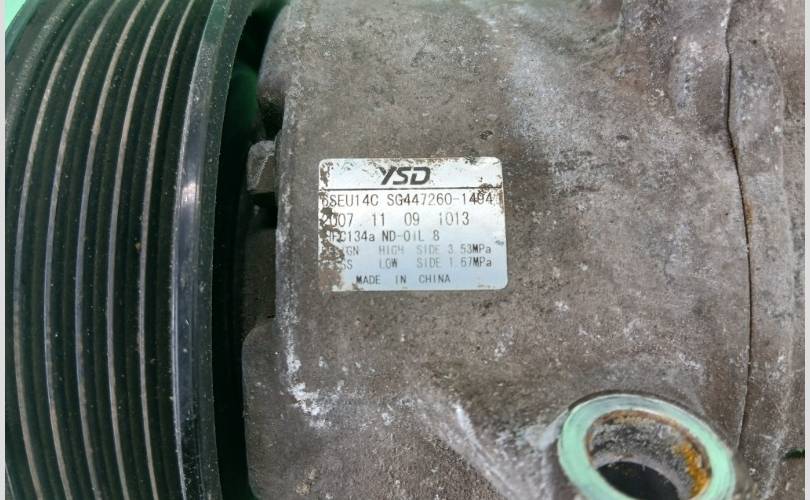 YSD
6SEU14C SG447260-1494
2007 11 09 1013
HFC134a ND-OiL 8
HIGH SIDE 3.53MPa
LOW SIDE 1.67MPa
MADE IN CHINA